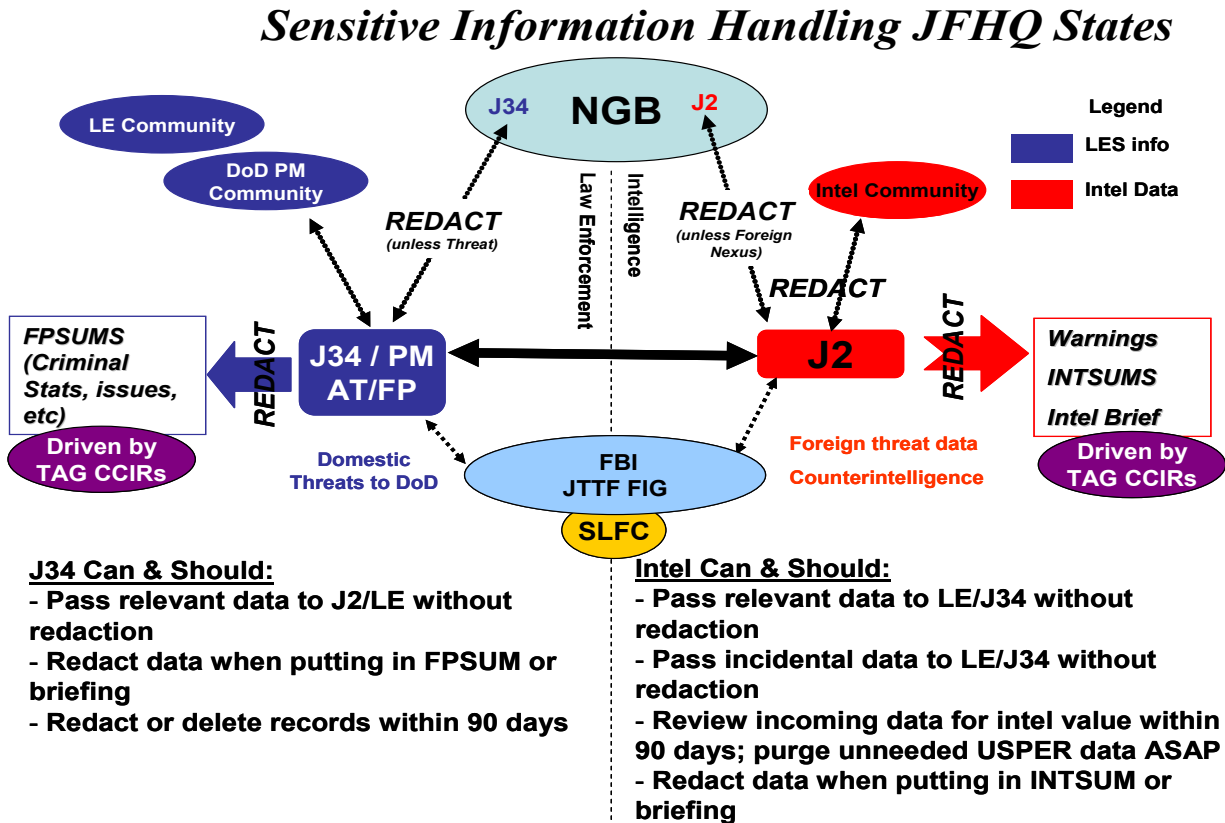 Sensitive Information Handling JFHQ States
J34
NGB
J2
LE Community
DoD PM
Community
Legend
LES info
Intel Data
Intel Community
Law Enforcement
Intelligence
REDACT
(unless Threat)
REDACT
(unless Foreign
Nexus)
REDACT
FPSUMS
(Criminal
Stats, issues,
etc)
REDACT
J34 / PM
AT/FP
J2
REDACT
Warnings
INTSUMS
Intel Brief
Driven by
TAG CCIRs
Domestic
Threats to DoD
FBI
JTTF FIG
SLFC
Foreign threat data
Counterintelligence
Driven by
TAG CCIRs
J34 Can & Should:
- Pass relevant data to J2/LE without
redaction
- Redact data when putting in FPSUM or
briefing
- Redact or delete records within 90 days
Intel Can & Should:
- Pass relevant data to LE/J34 without
redaction
- Pass incidental data to LE/J34 without
redaction
- Review incoming data for intel value within
90 days; purge unneeded USPER data ASAP
- Redact data when putting in INTSUM or
briefing